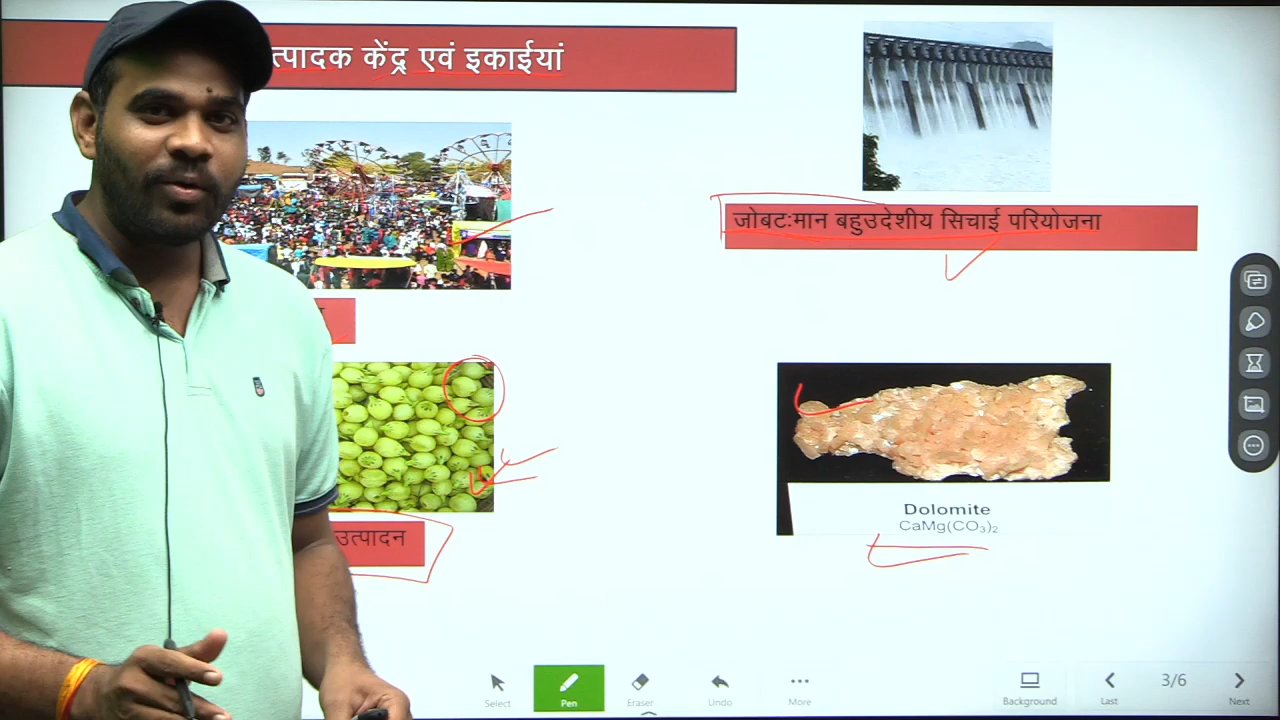 केंद्र एवं इकाईयां
जोबटःमान बहुउदेशीय सिचाई परियोजना
उत्पादन
Dolomite
CaMg(CO₃)₂
Select
Pen
Eraser
Undo
More
Background
Last
3/6
Next